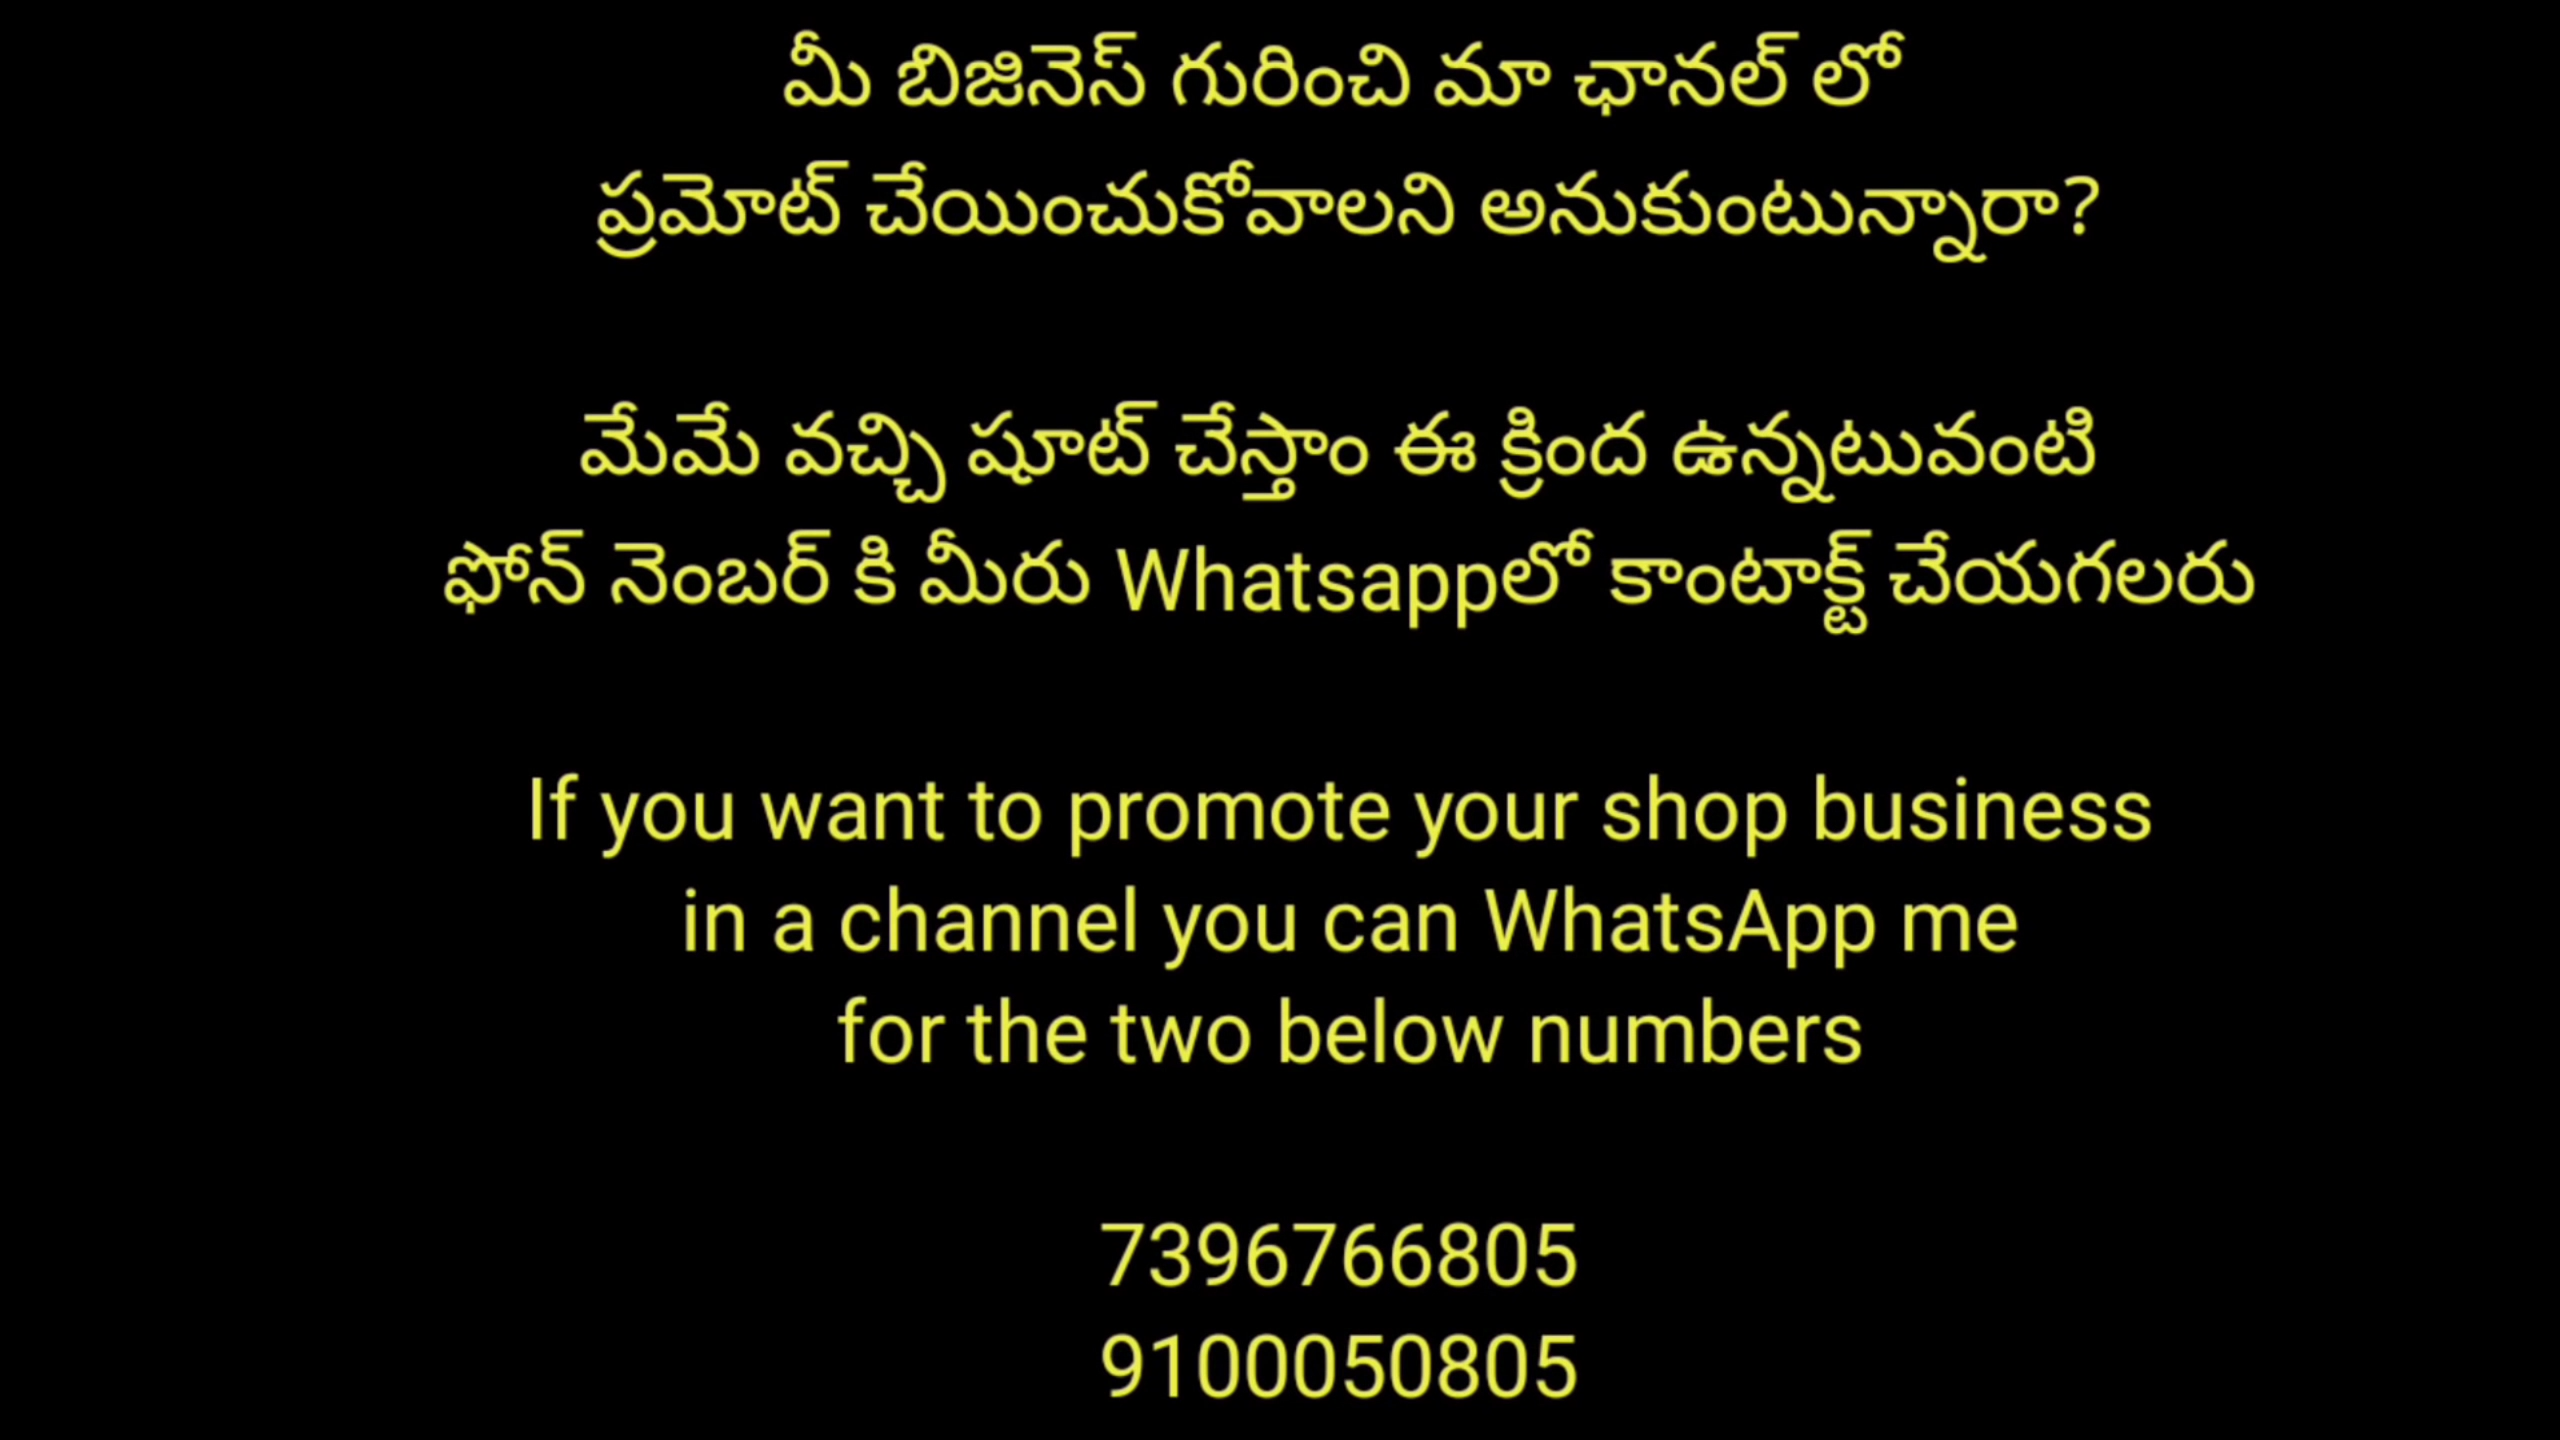 మీ బిజినెస్ గురించి మా ఛానల్ లో
ప్రమోట్ చేయించుకోవాలని అనుకుంటున్నారా?
మేమే వచ్చి షూట్ చేస్తాం ఈ క్రింద ఉన్నటువంటి
ఫోన్ నెంబర్ కి మీరు Whatsappలో కాంటాక్ట్ చేయగలరు
If you want to promote your shop business
in a channel you can WhatsApp me
for the two below numbers
7396766805
9100050805